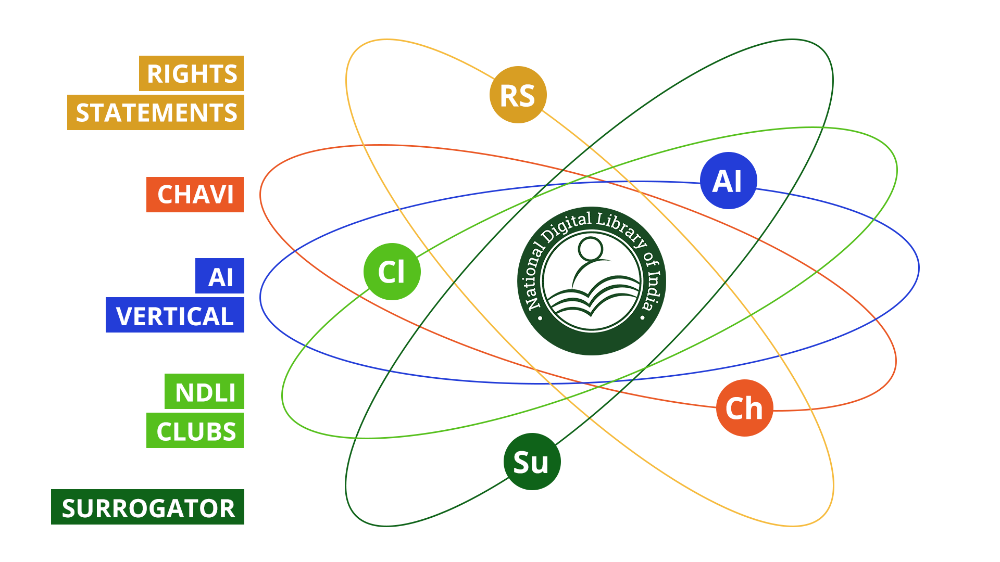 RIGHTS
STATEMENTS
CHAVI
AI
VERTICAL
NDLI
CLUBS
SURROGATOR
RS
AI
Cl
Ch
Su
• National Digital Library of India •